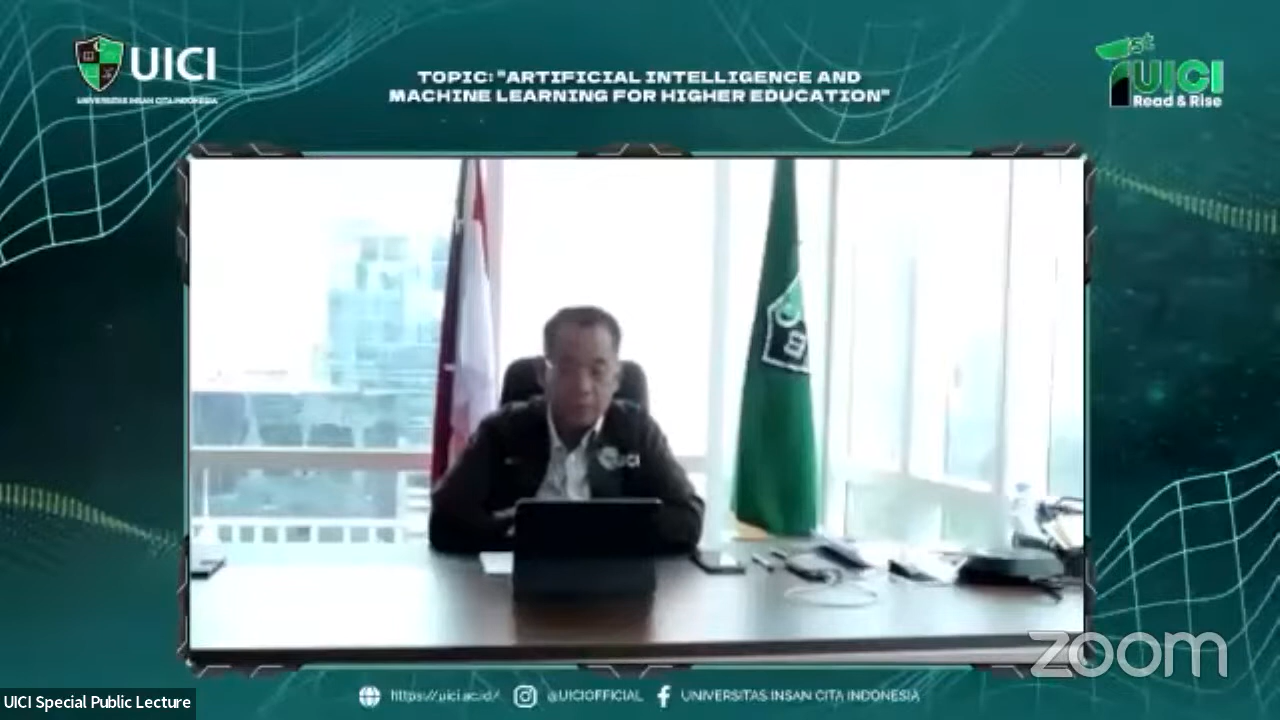 UICI
UNIVERSITAS INSAN CITA INDONESIA
TOPIC: "ARTIFICIAL INTELLIGENCE AND
MACHINE LEARNING FOR HIGHER EDUCATION"
1st
UICI
Read & Rise
UICI
zoom
https://uici.ac.id/
@UICIOFFICIAL
UNIVERSITAS INSAN CITA INDONESIA
UICI Special Public Lecture